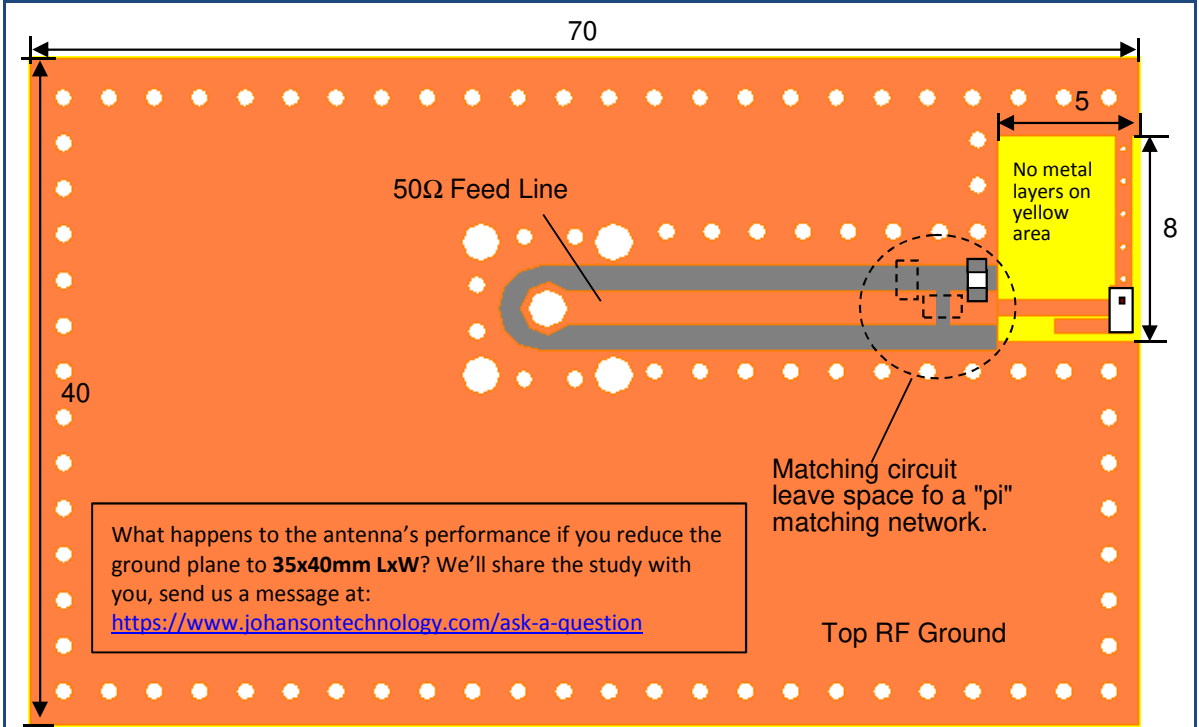 70
5
No metal
layers on
yellow
area
50Ω Feed Line
8
40
Matching circuit
leave space fo a "pi"
matching network.
What happens to the antenna’s performance if you reduce the
ground plane to 35x40mm LxW? We’ll share the study with
you, send us a message at:
https://www.johansontechnology.com/ask-a-question
Top RF Ground